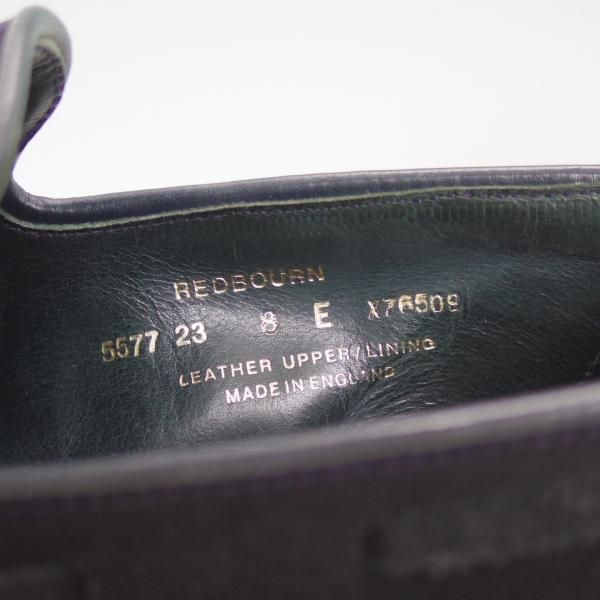 REDBOURN
5577 23 8 E X76509
LEATHER UPPER/LINING
MADE IN ENGLAND